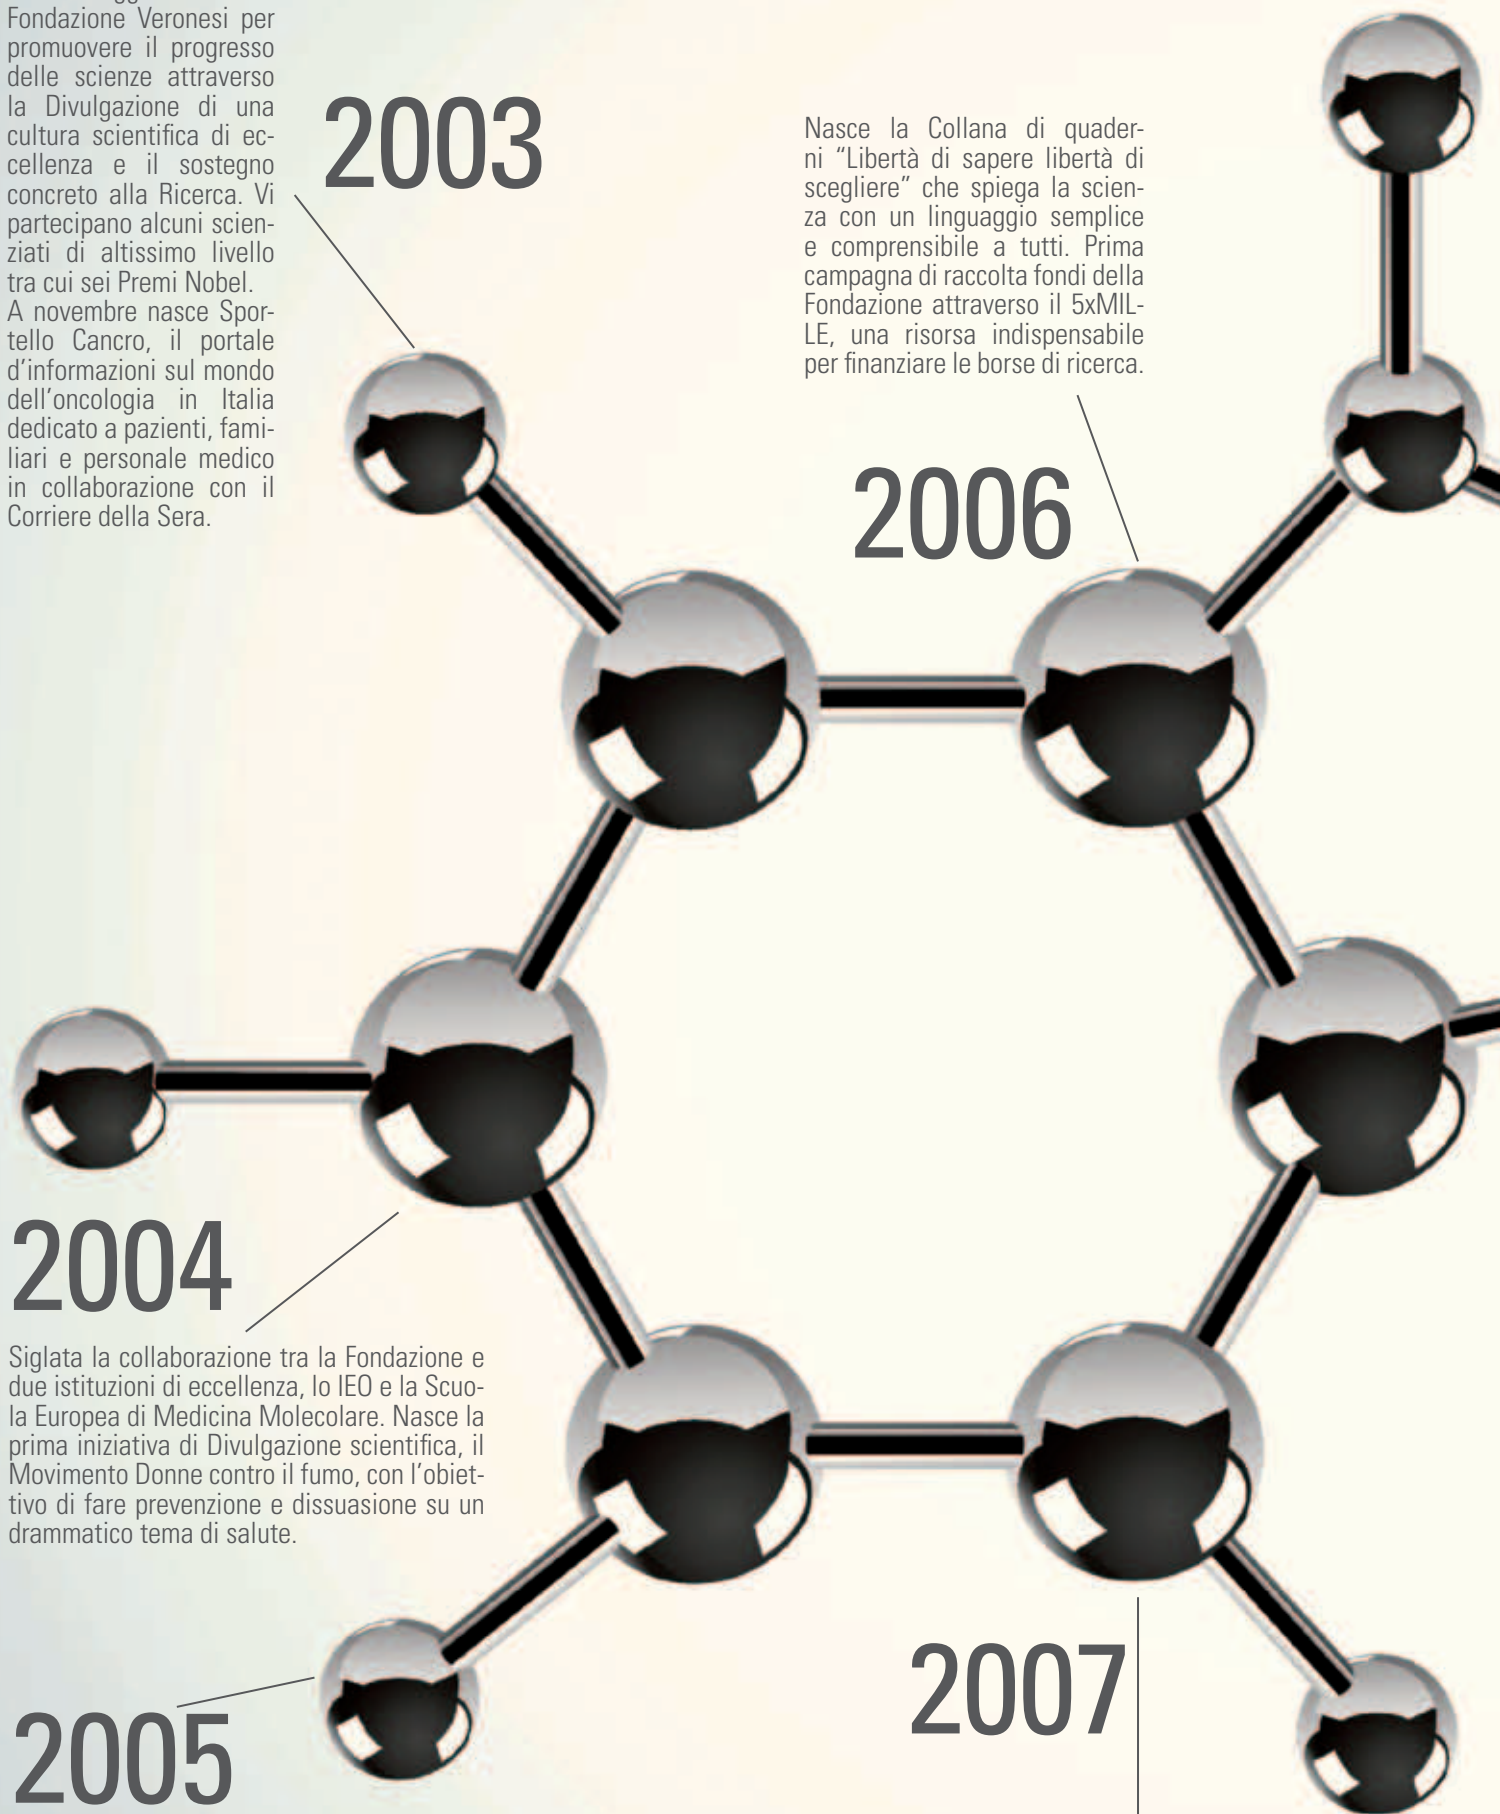 Fondazione Veronesi per
promuovere il progresso
delle scienze attraverso
la Divulgazione di una
cultura scientifica di ec-
cellenza e il sostegno
concreto alla Ricerca. Vi
partecipano alcuni scien-
ziati di altissimo livello
tra cui sei Premi Nobel.
A novembre nasce Spor-
tello Cancro, il portale
d'informazioni sul mondo
dell'oncologia in Italia
dedicato a pazienti, fami-
liari e personale medico
in collaborazione con il
Corriere della Sera.
2003
Nasce la Collana di quader-
ni “Libertà di sapere libertà di
scegliere” che spiega la scien-
za con un linguaggio semplice
e comprensibile a tutti. Prima
campagna di raccolta fondi della
Fondazione attraverso il 5xMIL-
LE, una risorsa indispensabile
per finanziare le borse di ricerca.
2006
2004
Siglata la collaborazione tra la Fondazione e
due istituzioni di eccellenza, lo IEO e la Scuo-
la Europea di Medicina Molecolare. Nasce la
prima iniziativa di Divulgazione scientifica, il
Movimento Donne contro il fumo, con l'obiet-
tivo di fare prevenzione e dissuasione su un
drammatico tema di salute.
2007
2005